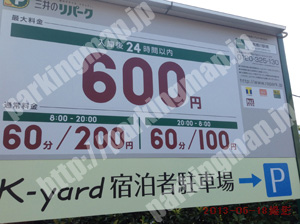 三井のリパーク
最大料金
入庫後24時間以内
600円
通常料金
8:00-20:00 20-8:00
60分/200円 60分/100円
K-yard 宿泊者駐車場 → P
parkingmap.jp